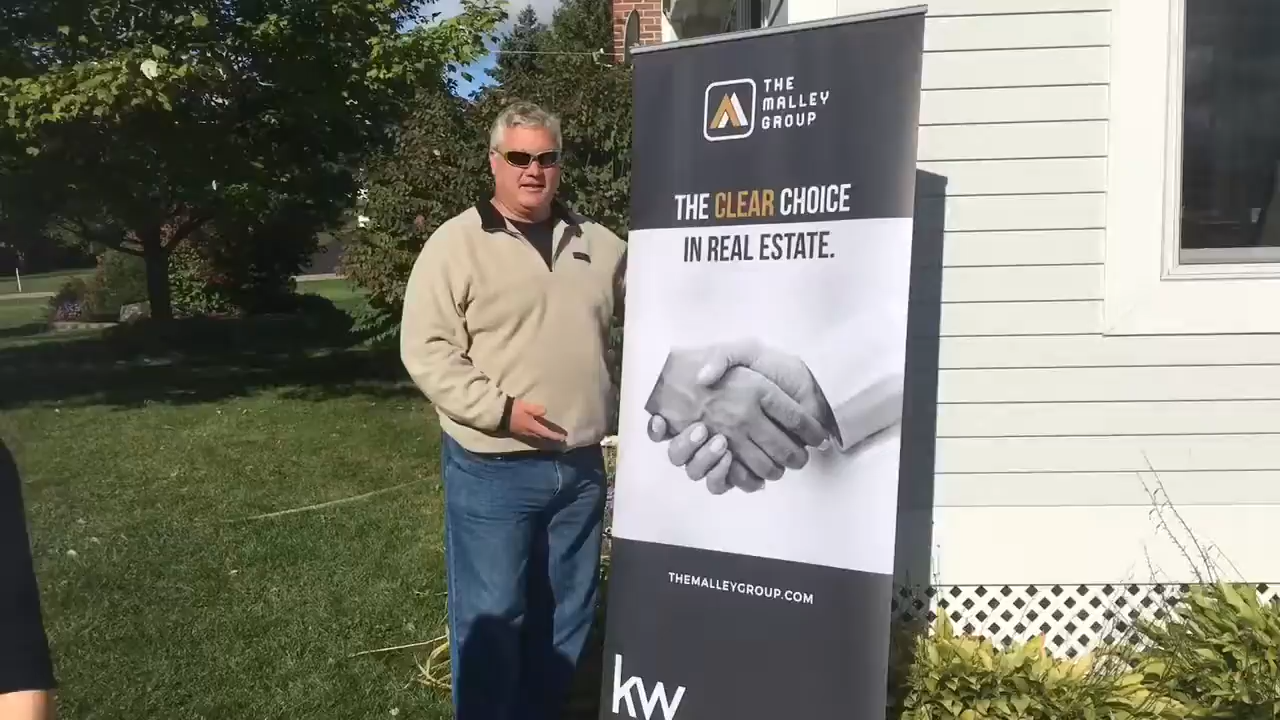 THE
MALLEY
GROUP
THE CLEAR CHOICE
IN REAL ESTATE.
THEMALLEYGROUP.COM
kw